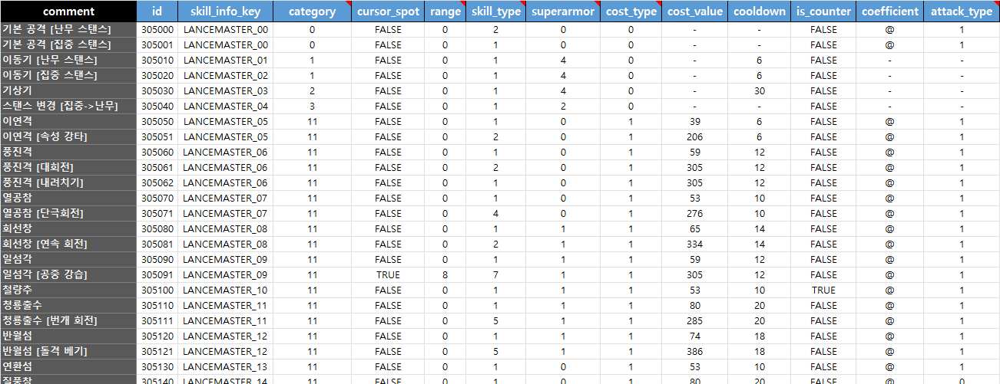 comment id skill_info_key category cursor_spot range skill_type superarmor cost_type cost_value cooldown is_counter coefficient attack_type
기본 공격 [난무 스탠스] 305000 LANCEMASTER_00 0 FALSE 0 2 0 0 - - FALSE @ 1
기본 공격 [집중 스탠스] 305001 LANCEMASTER_00 0 FALSE 0 1 0 0 - - FALSE @ 1
이동기 [난무 스탠스] 305010 LANCEMASTER_01 1 FALSE 0 1 4 0 - 6 FALSE - -
이동기 [집중 스탠스] 305020 LANCEMASTER_02 1 FALSE 0 1 4 0 - 6 FALSE - -
기상기 305030 LANCEMASTER_03 2 FALSE 0 1 4 0 - 30 FALSE - -
스탠스 변경 [집중->난무] 305040 LANCEMASTER_04 3 FALSE 0 1 2 0 - - FALSE - -
이연격 305050 LANCEMASTER_05 11 FALSE 0 1 0 1 39 6 FALSE @ 1
이연격 [속성 강타] 305051 LANCEMASTER_05 11 FALSE 0 2 0 1 206 6 FALSE @ 1
풍진격 305060 LANCEMASTER_06 11 FALSE 0 1 0 1 59 12 FALSE @ 1
풍진격 [대회전] 305061 LANCEMASTER_06 11 FALSE 0 2 0 1 305 12 FALSE @ 1
풍진격 [내려치기] 305062 LANCEMASTER_06 11 FALSE 0 1 0 1 305 12 FALSE @ 1
열공참 305070 LANCEMASTER_07 11 FALSE 0 1 0 1 53 10 FALSE @ 1
열공참 [단극회전] 305071 LANCEMASTER_07 11 FALSE 0 4 0 1 276 10 FALSE @ 1
회선창 305080 LANCEMASTER_08 11 FALSE 0 1 1 1 65 14 FALSE @ 1
회선창 [연속 회전] 305081 LANCEMASTER_08 11 FALSE 0 2 1 1 334 14 FALSE @ 1
일섬각 305090 LANCEMASTER_09 11 FALSE 0 1 1 1 59 12 FALSE @ 1
일섬각 [공중 강습] 305091 LANCEMASTER_09 11 TRUE 8 7 1 1 305 12 FALSE @ 1
철량추 305100 LANCEMASTER_10 11 FALSE 0 1 1 1 53 10 TRUE @ 1
청룡출수 305110 LANCEMASTER_11 11 FALSE 0 1 1 1 80 20 FALSE @ 1
청룡출수 [번개 회전] 305111 LANCEMASTER_11 11 FALSE 0 5 1 1 285 20 FALSE @ 1
반월섬 305120 LANCEMASTER_12 11 FALSE 0 1 1 1 74 18 FALSE @ 1
반월섬 [돌격 베기] 305121 LANCEMASTER_12 11 FALSE 0 5 1 1 386 18 FALSE @ 1
연환섬 305130 LANCEMASTER_13 11 FALSE 0 1 0 1 53 10 FALSE @ 1
질풍참 305140 LANCEMASTER_14 11 FALSE 0 1 0 1 80 20 FALSE @ 0